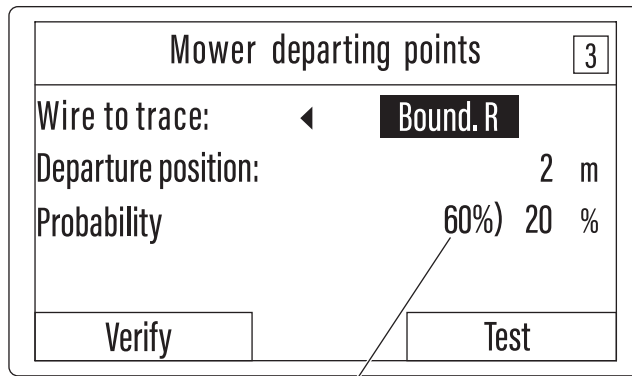 Mower departing points 3
Wire to trace: ◀ Bound. R
Departure position: 2 m
Probability 60%) 20 %
Verify Test